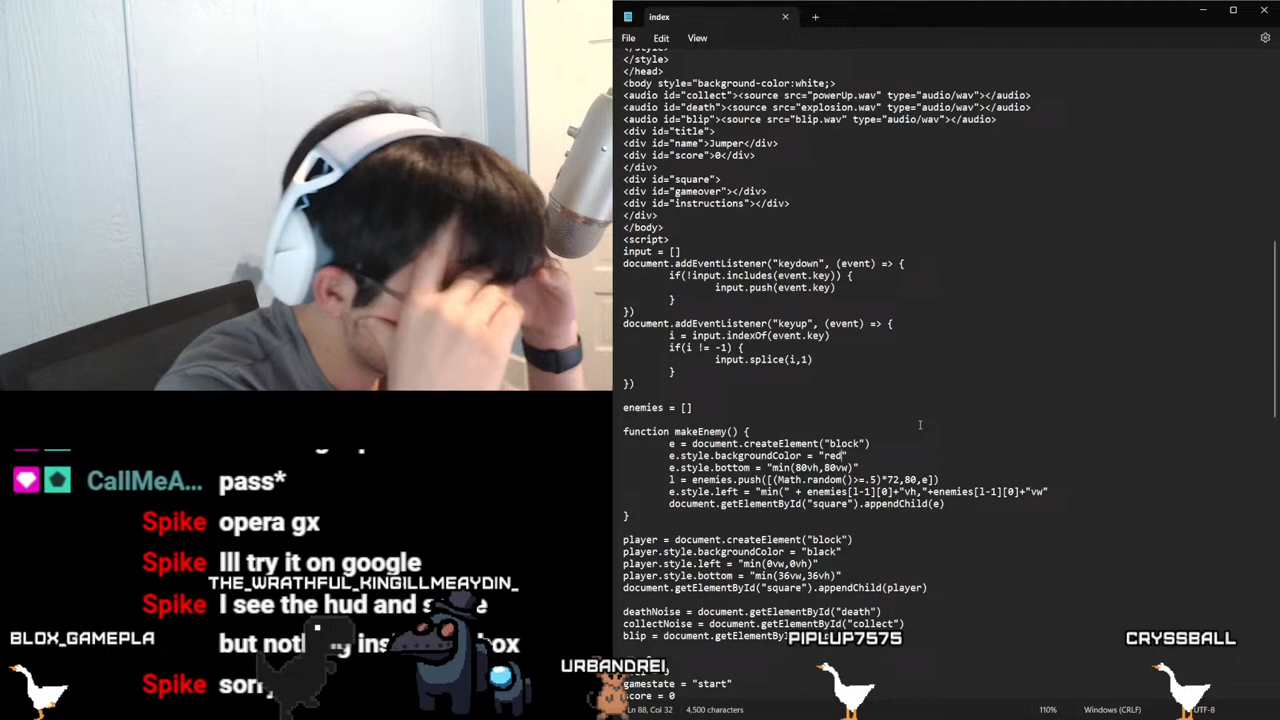 index
File Edit View
</style>
</style>
</head>
<body style="background-color:white;>
<audio id="collect"><source src="powerUp.wav" type="audio/wav"></audio>
<audio id="death"><source src="explosion.wav" type="audio/wav"></audio>
<audio id="blip"><source src="blip.wav" type="audio/wav"></audio>
<div id="title">
<div id="name">Jumper</div>
<div id="score">0</div>
</div>
<div id="square">
<div id="gameover"></div>
<div id="instructions"></div>
</div>
</body>
<script>
input = []
document.addEventListener("keydown", (event) => {
if(!input.includes(event.key)) {
input.push(event.key)
}
})
document.addEventListener("keyup", (event) => {
i = input.indexOf(event.key)
if(i != -1) {
input.splice(i,1)
}
})
enemies = []
function makeEnemy() {
e = document.createElement("block")
e.style.backgroundColor = "red"
e.style.bottom = "min(80vh,80vw)"
l = enemies.push([(Math.random()>=.5)*72,80,e])
e.style.left = "min(" + enemies[l-1][0]+"vh,"+enemies[l-1][0]+"vw"
document.getElementById("square").appendChild(e)
}
player = document.createElement("block")
player.style.backgroundColor = "black"
player.style.left = "min(0vw,0vh)"
player.style.bottom = "min(36vw,36vh)"
document.getElementById("square").appendChild(player)
deathNoise = document.getElementById("death")
collectNoise = document.getElementById("collect")
blip = document.getElementBy
gamestate = "start"
score = 0
Ln 88, Col 32 4,500 characters 110% Windows (CRLF) UTF-8
CallMeA... pass*
Spike opera gx
Spike Ill try it on google
Spike I see the hud and
but
Spike
THE_WRATHFUL_KINGILLMEAYDIN_
BLOX_GAMEPLA
URBANDREI
PIPLUP7575
CRYSSBALL